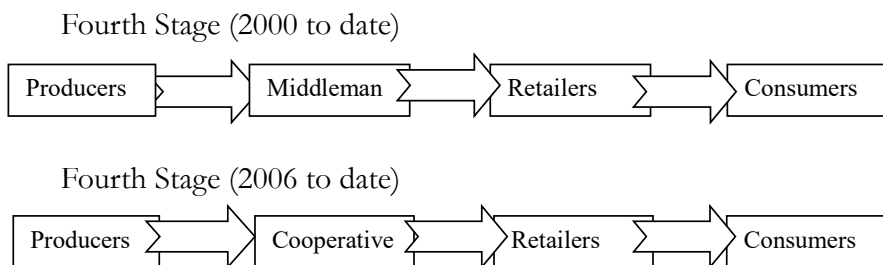 Fourth Stage (2000 to date)
Producers Middleman Retailers Consumers
Fourth Stage (2006 to date)
Producers Cooperative Retailers Consumers